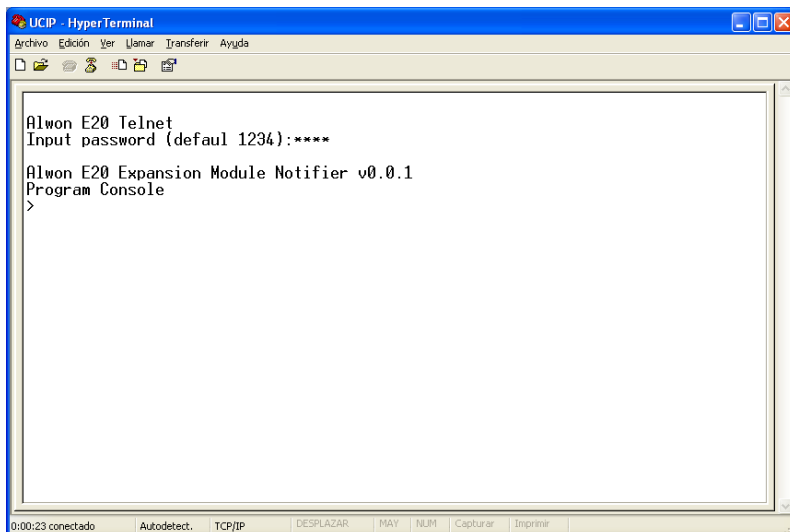 UCIP - HyperTerminal
Archivo Edición Ver Llamar Transferir Ayuda
Alwon E20 Telnet
Input password (defaul 1234):****
Alwon E20 Expansion Module Notifier v0.0.1
Program Console
>
0:00:23 conectado Autodetect. TCP/IP DESPLAZAR MAY NUM Capturar Imprimir